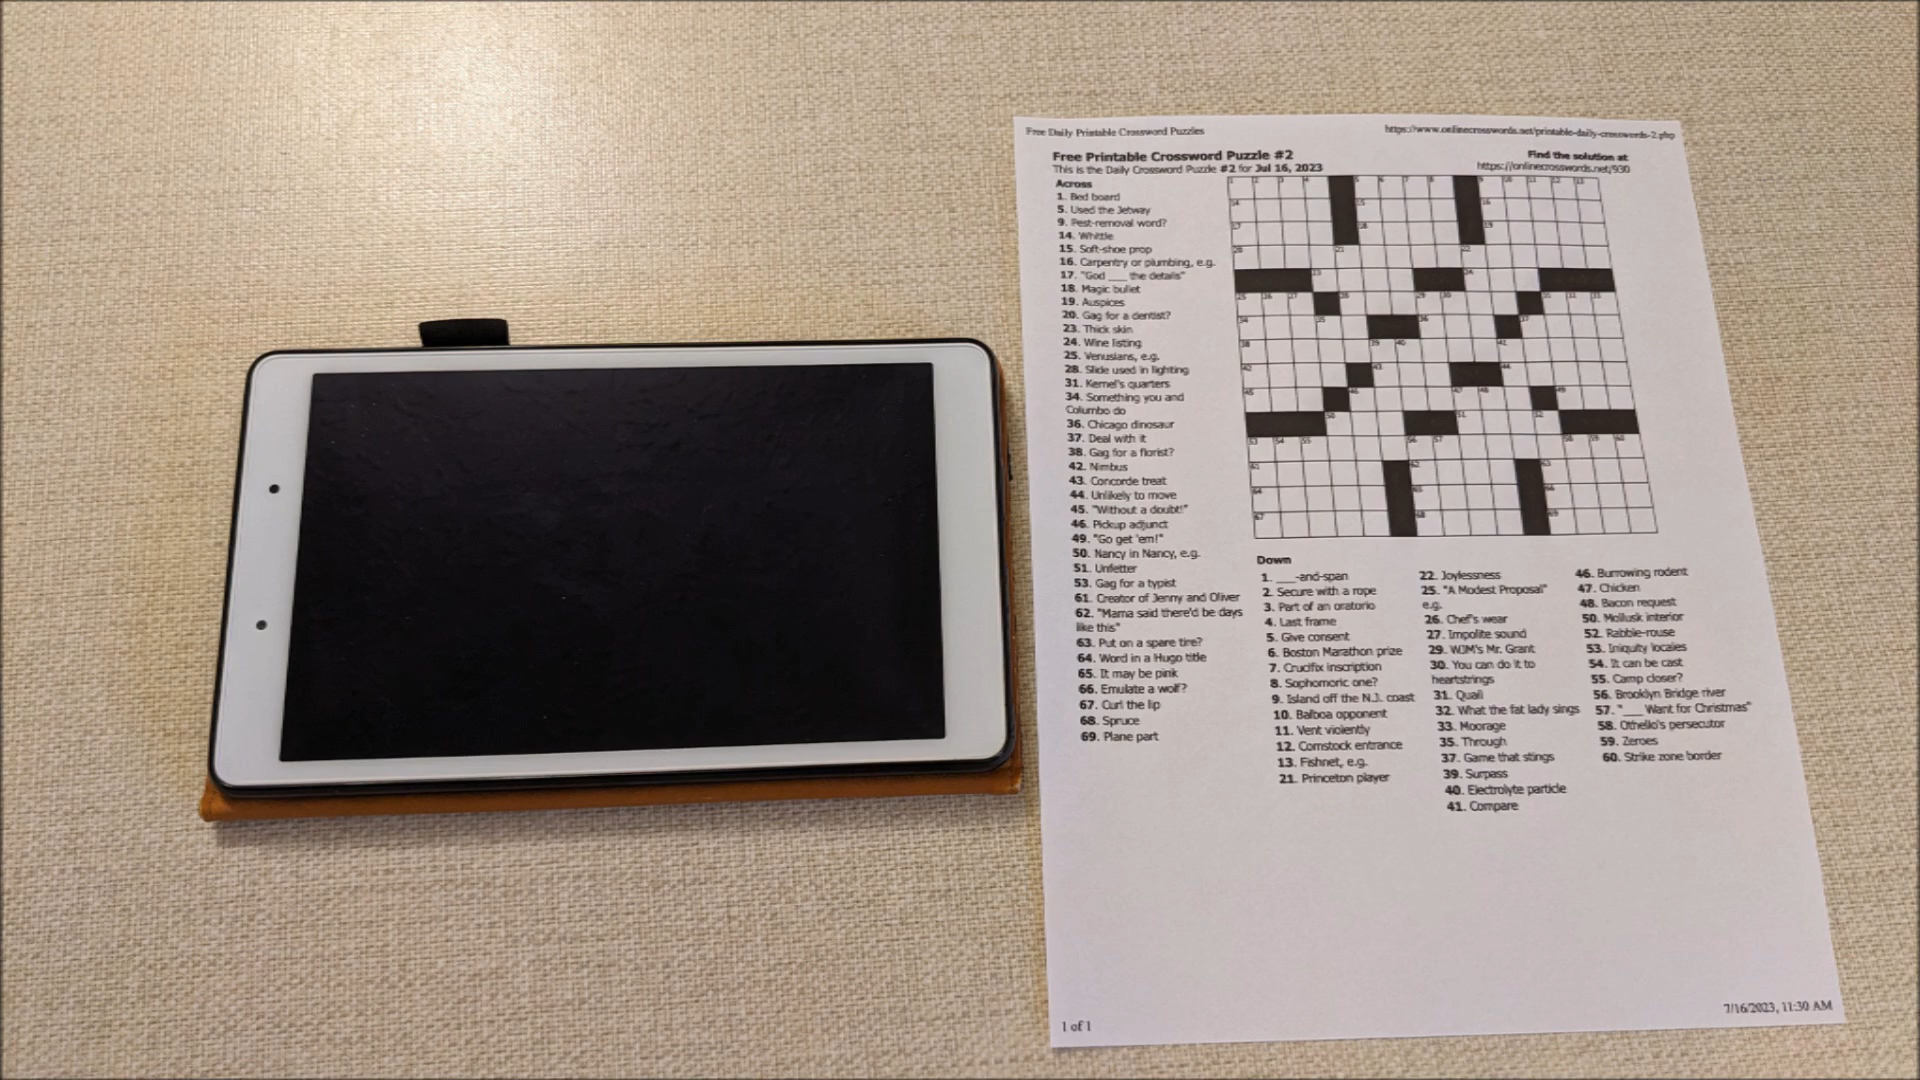 Free Daily Printable Crossword Puzzles
https://www.onlinecrosswords.net/printable-daily-crosswords-2.php
Free Printable Crossword Puzzle #2
This is the Daily Crossword Puzzle #2 for Jul 16, 2023
Find the solution at
https://onlinecrosswords.net/930
Across
1. Bed board
5. Used the Jetway
9. Pest-removal word?
14. Whittle
15. Soft-shoe prop
16. Carpentry or plumbing, e.g.
17. "God ___ the details"
18. Magic bullet
19. Auspices
20. Gag for a dentist?
23. Thick skin
24. Wine listing
25. Venusians, e.g.
28. Slide used in lighting
31. Kernel's quarters
34. Something you and
Columbo do
36. Chicago dinosaur
37. Deal with it
38. Gag for a florist?
42. Nimbus
43. Concorde treat
44. Unlikely to move
45. "Without a doubt!"
46. Pickup adjunct
49. "Go get 'em!"
50. Nancy in Nancy, e.g.
51. Unfetter
53. Gag for a typist
61. Creator of Jenny and Oliver
62. "Mama said there'd be days
like this"
63. Put on a spare tire?
64. Word in a Hugo title
65. It may be pink
66. Emulate a wolf?
67. Curl the lip
68. Spruce
69. Plane part
Down
1. ___-and-span
2. Secure with a rope
3. Part of an oratorio
4. Last frame
5. Give consent
6. Boston Marathon prize
7. Crucifix inscription
8. Sophomoric one?
9. Island off the N.J. coast
10. Balboa opponent
11. Vent violently
12. Comstock entrance
13. Fishnet, e.g.
21. Princeton player
22. Joylessness
25. "A Modest Proposal"
e.g.
26. Chef's wear
27. Impolite sound
29. WJM's Mr. Grant
30. You can do it to
heartstrings
31. Quail
32. What the fat lady sings
33. Moorage
35. Through
37. Game that stings
39. Surpass
40. Electrolyte particle
41. Compare
46. Burrowing rodent
47. Chicken
48. Bacon request
50. Mollusk interior
52. Rabble-rouse
53. Iniquity locales
54. It can be cast
55. Camp closer?
56. Brooklyn Bridge river
57. "___ Want for Christmas"
58. Othello's persecutor
59. Zeroes
60. Strike zone border
1 of 1
7/16/2023, 11:30 AM